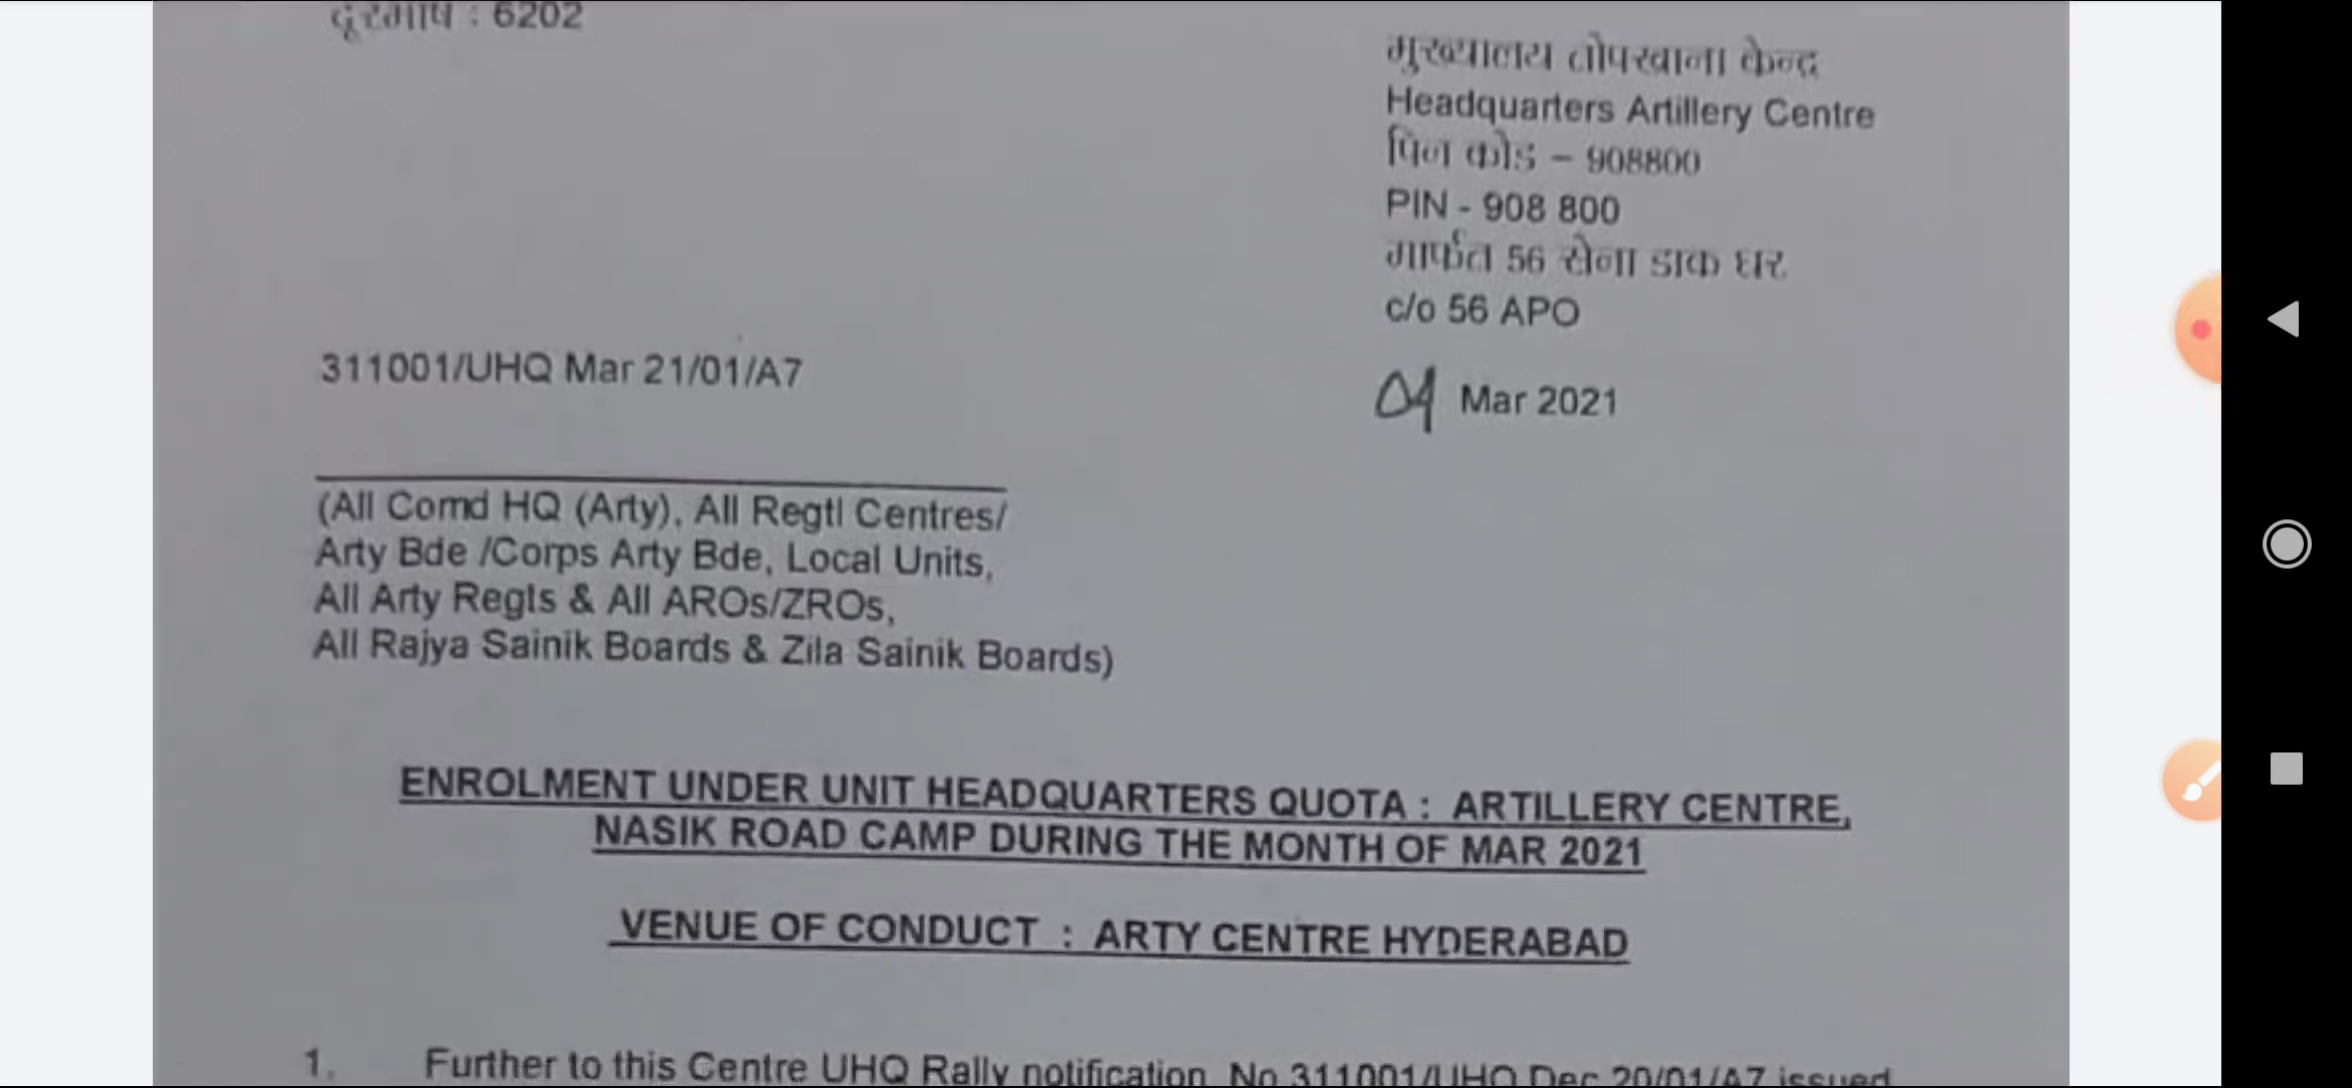 दूरभाष : 6202
मुख्यालय तोपखाना केन्द्र
Headquarters Artillery Centre
पिन कोड – 908800
PIN - 908 800
मार्फत 56 सेना डाक घर
c/o 56 APO
311001/UHQ Mar 21/01/A7
04 Mar 2021
(All Comd HQ (Arty), All Regtl Centres/
Arty Bde /Corps Arty Bde, Local Units,
All Arty Regts & All AROs/ZROs,
All Rajya Sainik Boards & Zila Sainik Boards)
ENROLMENT UNDER UNIT HEADQUARTERS QUOTA : ARTILLERY CENTRE,
NASIK ROAD CAMP DURING THE MONTH OF MAR 2021
VENUE OF CONDUCT : ARTY CENTRE HYDERABAD
1. Further to this Centre UHQ Rally notification No 311001/UHQ Dec 20/01/A7 issued